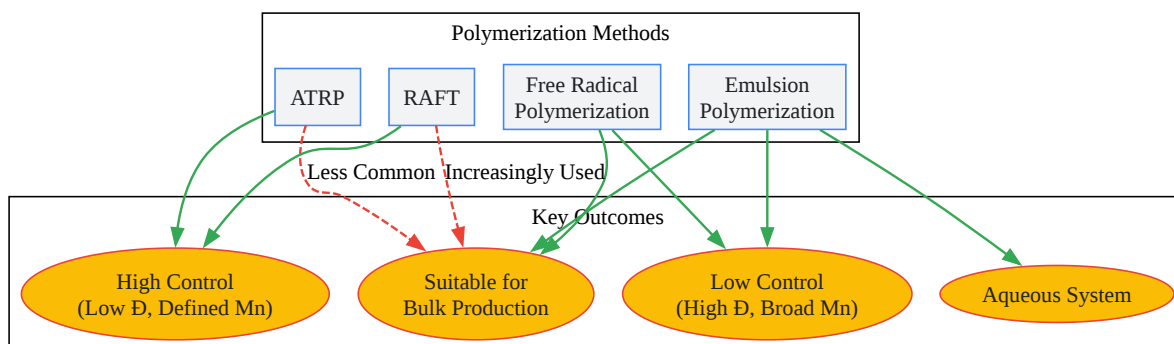 Polymerization Methods
ATRP
RAFT
Free Radical
Polymerization
Emulsion
Polymerization
Less Common
Increasingly Used
Key Outcomes
High Control
(Low Đ, Defined Mn)
Suitable for
Bulk Production
Low Control
(High Đ, Broad Mn)
Aqueous System